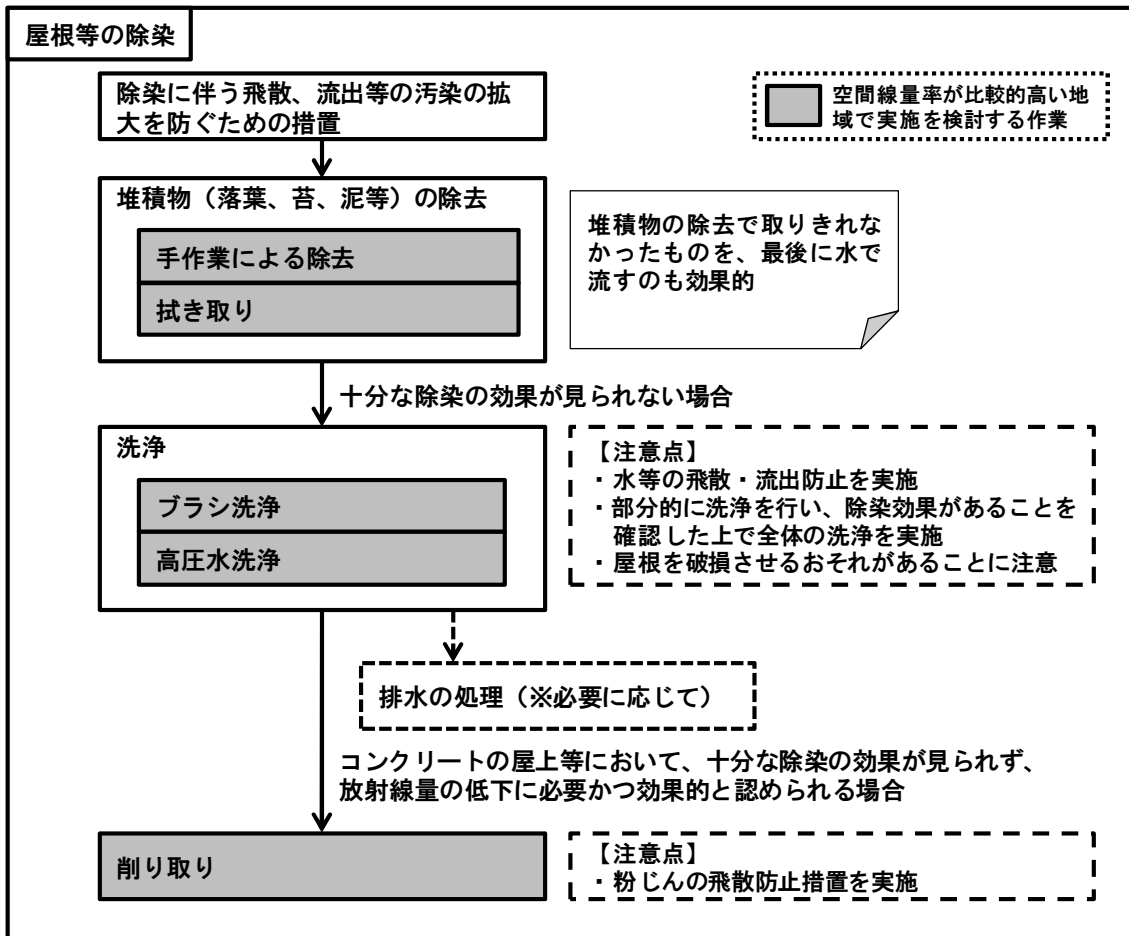 屋根等の除染
除染に伴う飛散、流出等の汚染の拡
大を防ぐための措置
空間線量率が比較的高い地
域で実施を検討する作業
堆積物（落葉、苔、泥等）の除去
手作業による除去
拭き取り
堆積物の除去で取りきれな
かったものを、最後に水で
流すのも効果的
十分な除染の効果が見られない場合
洗浄
ブラシ洗浄
高圧水洗浄
【注意点】
・水等の飛散・流出防止を実施
・部分的に洗浄を行い、除染効果があることを
確認した上で全体の洗浄を実施
・屋根を破損させるおそれがあることに注意
排水の処理（※必要に応じて）
コンクリートの屋上等において、十分な除染の効果が見られず、
放射線量の低下に必要かつ効果的と認められる場合
削り取り
【注意点】
・粉じんの飛散防止措置を実施